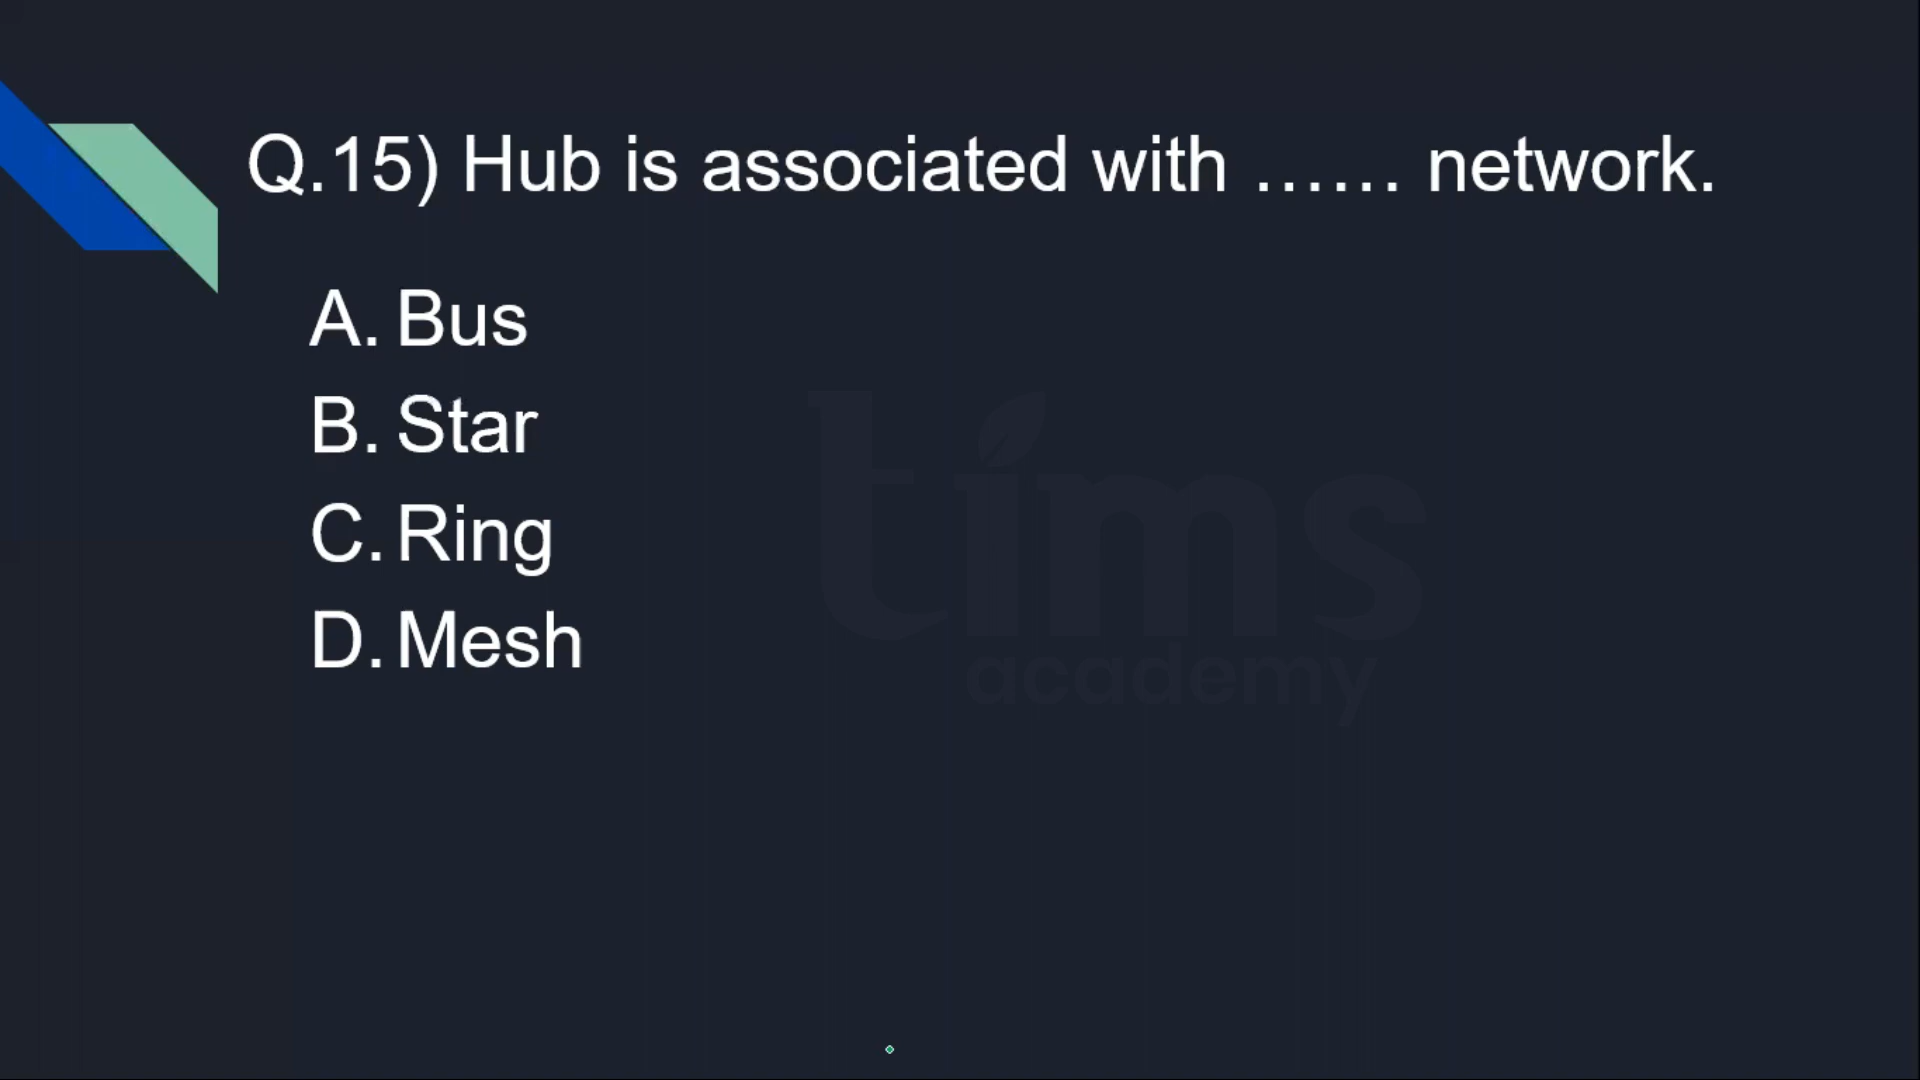 Q.15) Hub is associated with …… network.
A. Bus
B. Star
C. Ring
D. Mesh
tims
academy